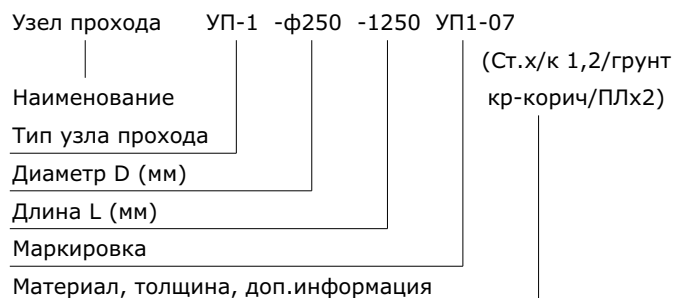 Узел прохода УП-1 -ф250 -1250 УП1-07
(Ст.х/к 1,2/грунт
Наименование кр-корич/ПЛх2)
Тип узла прохода
Диаметр D (мм)
Длина L (мм)
Маркировка
Материал, толщина, доп.информация